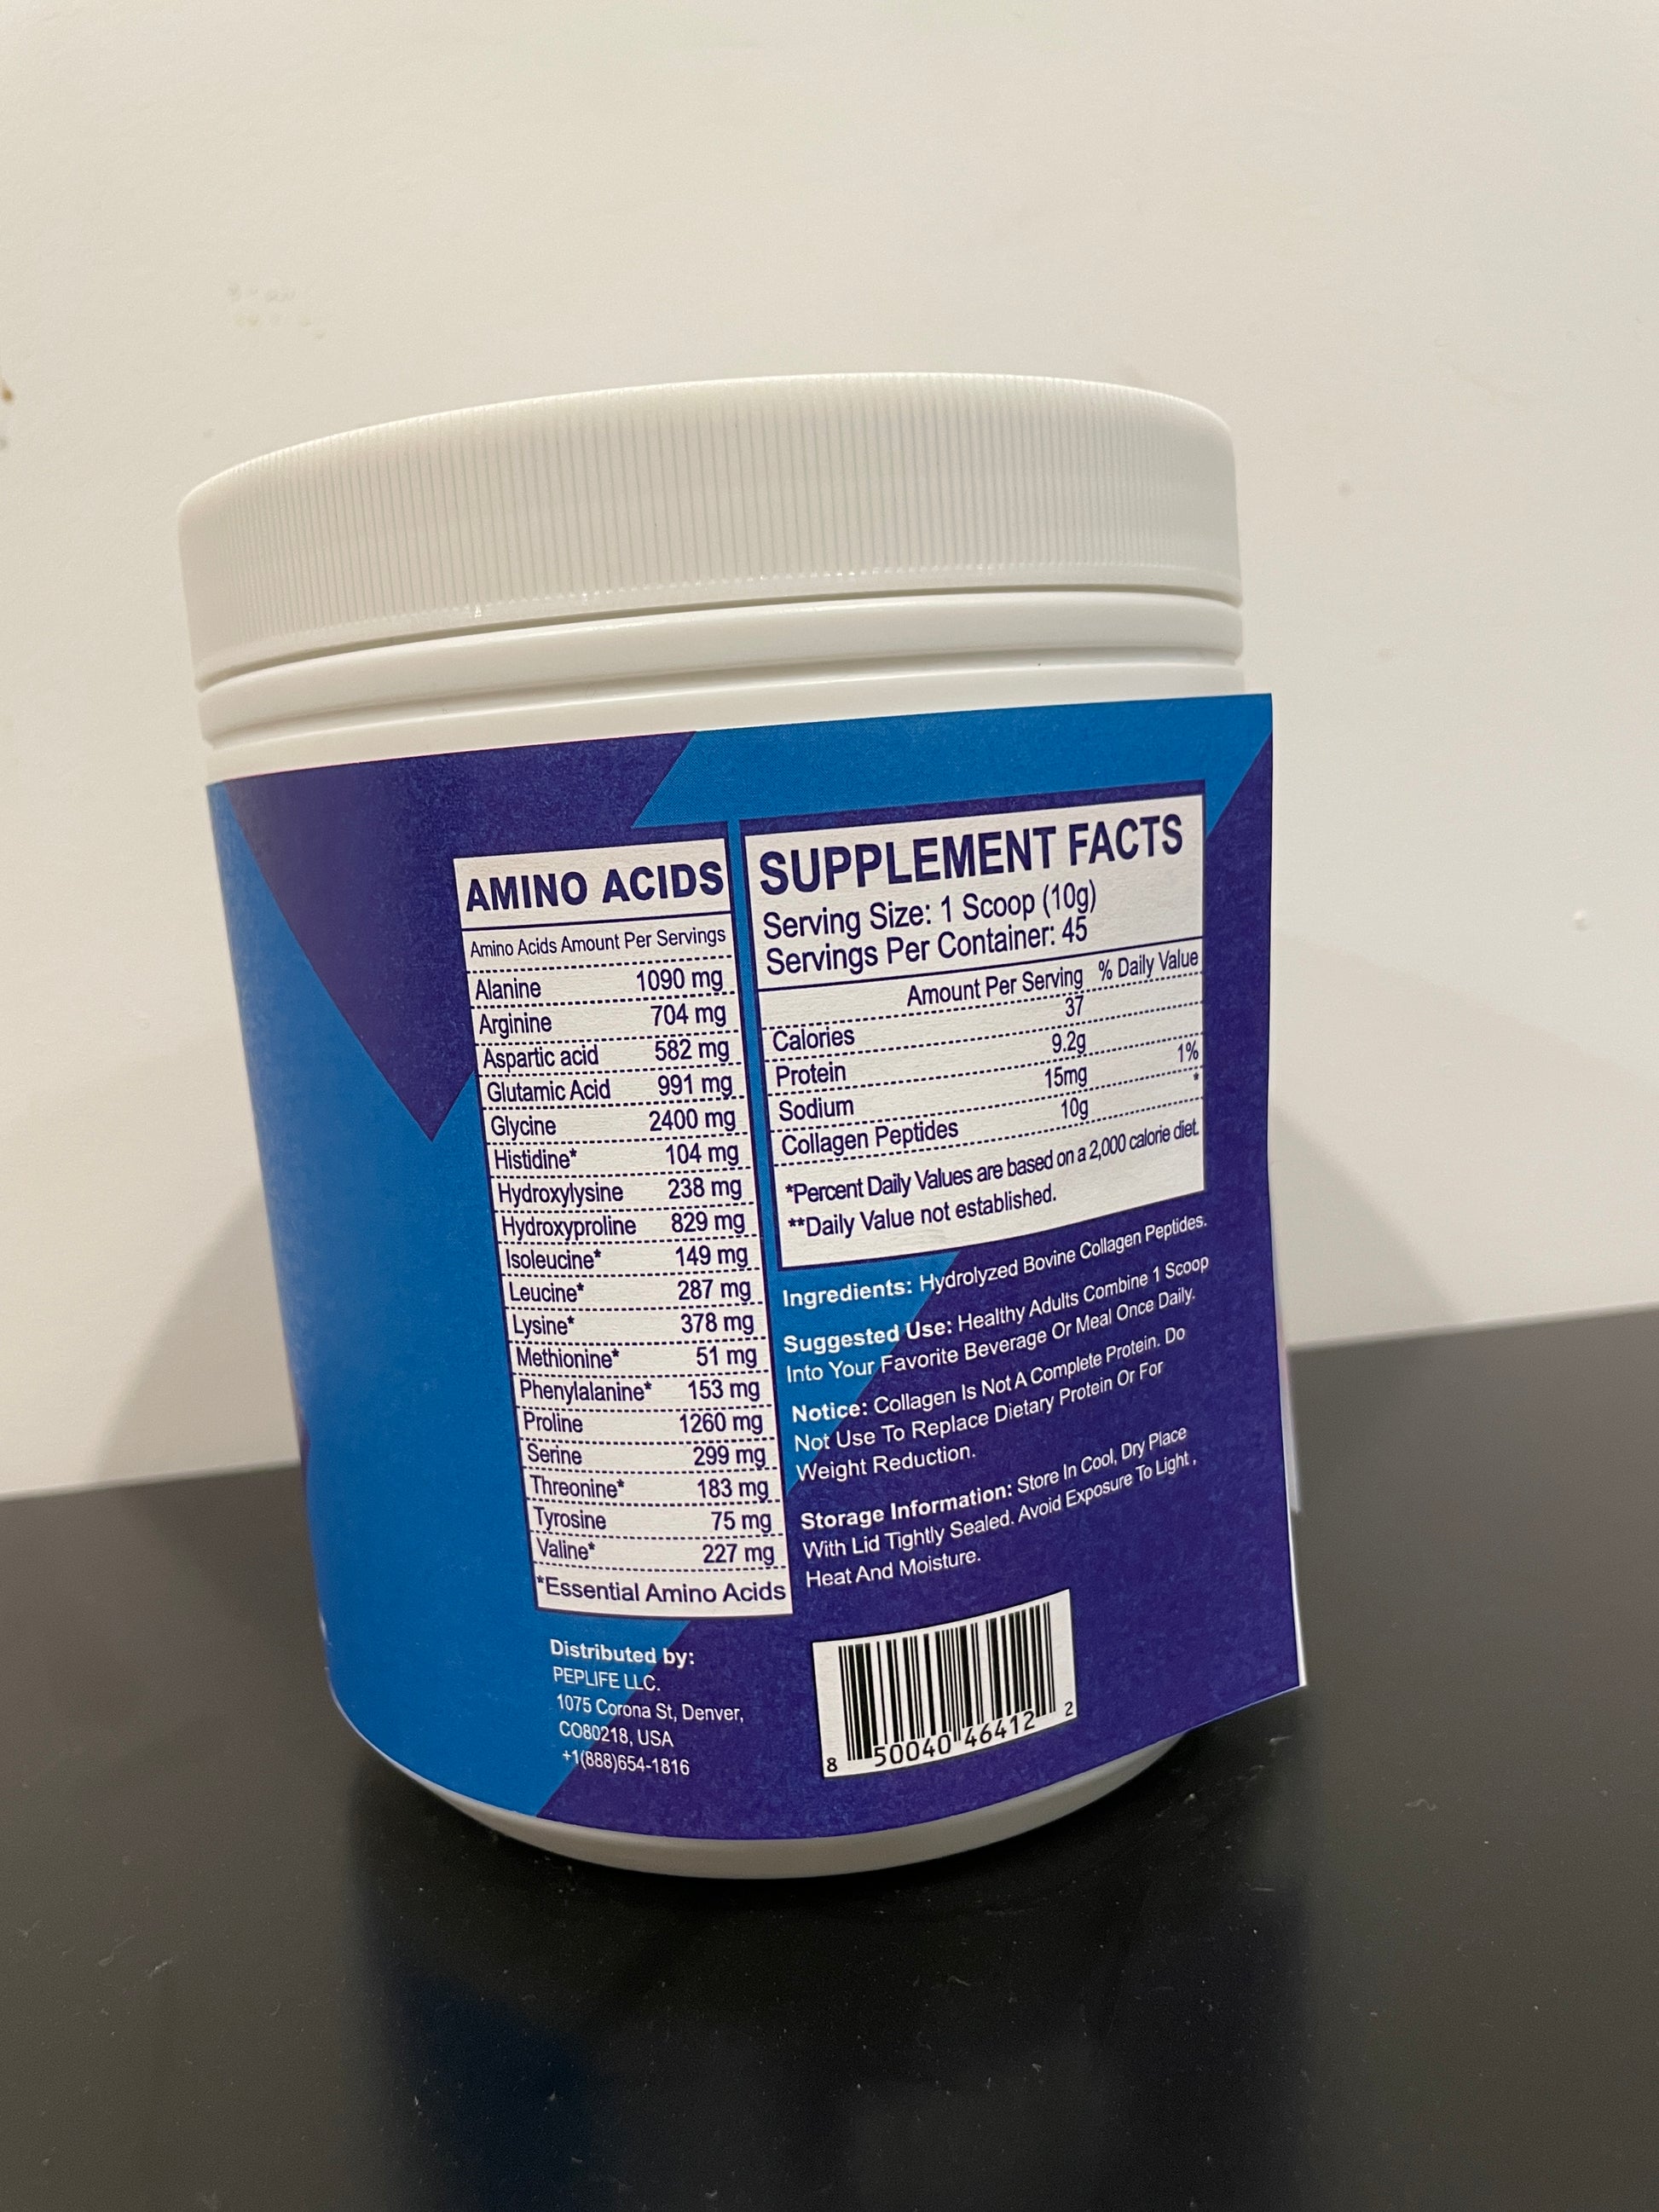 AMINO ACIDS
Amino Acids Amount Per Servings
Alanine 1090 mg
Arginine 704 mg
Aspartic acid 582 mg
Glutamic Acid 991 mg
Glycine 2400 mg
Histidine* 104 mg
Hydroxylysine 238 mg
Hydroxyproline 829 mg
Isoleucine* 149 mg
Leucine* 287 mg
Lysine* 378 mg
Methionine* 51 mg
Phenylalanine* 153 mg
Proline 1260 mg
Serine 299 mg
Threonine* 183 mg
Tyrosine 75 mg
Valine* 227 mg
*Essential Amino Acids
Distributed by:
PEPLIFE LLC.
1075 Corona St, Denver,
CO80218, USA
+1(888)654-1816
SUPPLEMENT FACTS
Serving Size: 1 Scoop (10g)
Servings Per Container: 45
Amount Per Serving % Daily Value
Calories 37
Protein 9.2g
Sodium 15mg 1%
Collagen Peptides 10g *
*Percent Daily Values are based on a 2,000 calorie diet.
**Daily Value not established.
Ingredients: Hydrolyzed Bovine Collagen Peptides.
Suggested Use: Healthy Adults Combine 1 Scoop
Into Your Favorite Beverage Or Meal Once Daily.
Notice: Collagen Is Not A Complete Protein. Do
Not Use To Replace Dietary Protein Or For
Weight Reduction.
Storage Information: Store In Cool, Dry Place
With Lid Tightly Sealed. Avoid Exposure To Light ,
Heat And Moisture.
8 50040 46412 2